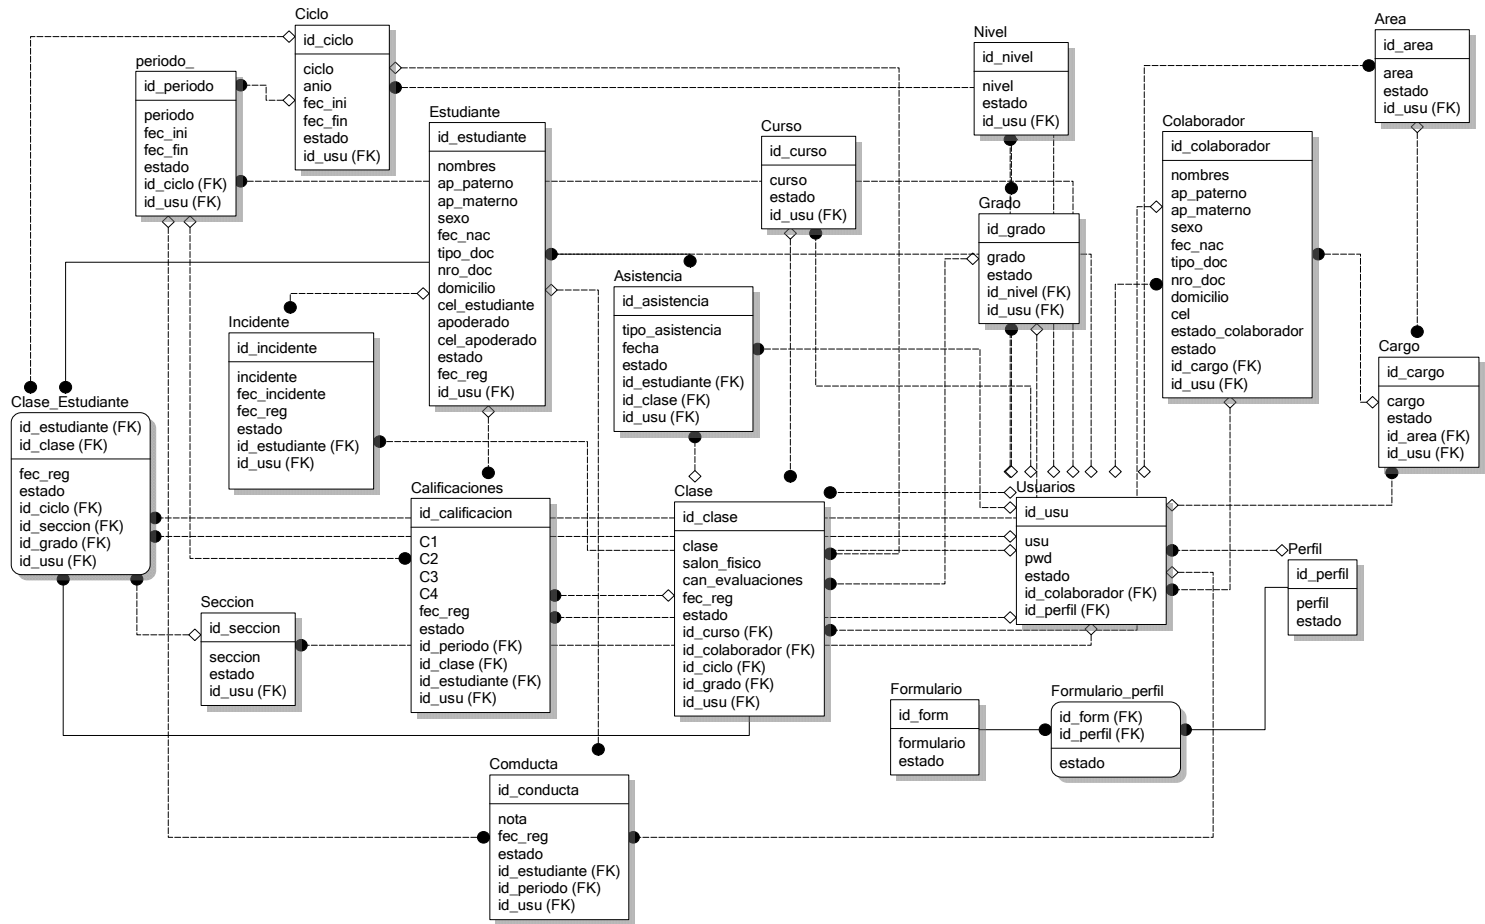 Ciclo
id_ciclo
ciclo
anio
fec_ini
fec_fin
estado
id_usu (FK)
periodo_
id_periodo
periodo
fec_ini
fec_fin
estado
id_ciclo (FK)
id_usu (FK)
Estudiante
id_estudiante
nombres
ap_paterno
ap_materno
sexo
fec_nac
tipo_doc
nro_doc
domicilio
cel_estudiante
apoderado
cel_apoderado
estado
fec_reg
id_usu (FK)
Curso
id_curso
curso
estado
id_usu (FK)
Nivel
id_nivel
nivel
estado
id_usu (FK)
Area
id_area
area
estado
id_usu (FK)
Colaborador
id_colaborador
nombres
ap_paterno
ap_materno
sexo
fec_nac
tipo_doc
nro_doc
domicilio
cel
estado_colaborador
estado
id_cargo (FK)
id_usu (FK)
Grado
id_grado
grado
estado
id_nivel (FK)
id_usu (FK)
Asistencia
id_asistencia
tipo_asistencia
fecha
estado
id_estudiante (FK)
id_clase (FK)
id_usu (FK)
Incidente
id_incidente
incidente
fec_incidente
fec_reg
estado
id_estudiante (FK)
id_usu (FK)
Cargo
id_cargo
cargo
estado
id_area (FK)
id_usu (FK)
Clase_Estudiante
id_estudiante (FK)
id_clase (FK)
fec_reg
estado
id_ciclo (FK)
id_seccion (FK)
id_grado (FK)
id_usu (FK)
Calificaciones
id_calificacion
C1
C2
C3
C4
fec_reg
estado
id_periodo (FK)
id_clase (FK)
id_estudiante (FK)
id_usu (FK)
Clase
id_clase
clase
salon_fisico
can_evaluaciones
fec_reg
estado
id_curso (FK)
id_colaborador (FK)
id_ciclo (FK)
id_grado (FK)
id_usu (FK)
Usuarios
id_usu
usu
pwd
estado
id_colaborador (FK)
id_perfil (FK)
Perfil
id_perfil
perfil
estado
Seccion
id_seccion
seccion
estado
id_usu (FK)
Formulario
id_form
formulario
estado
Formulario_perfil
id_form (FK)
id_perfil (FK)
estado
Comducta
id_conducta
nota
fec_reg
estado
id_estudiante (FK)
id_periodo (FK)
id_usu (FK)